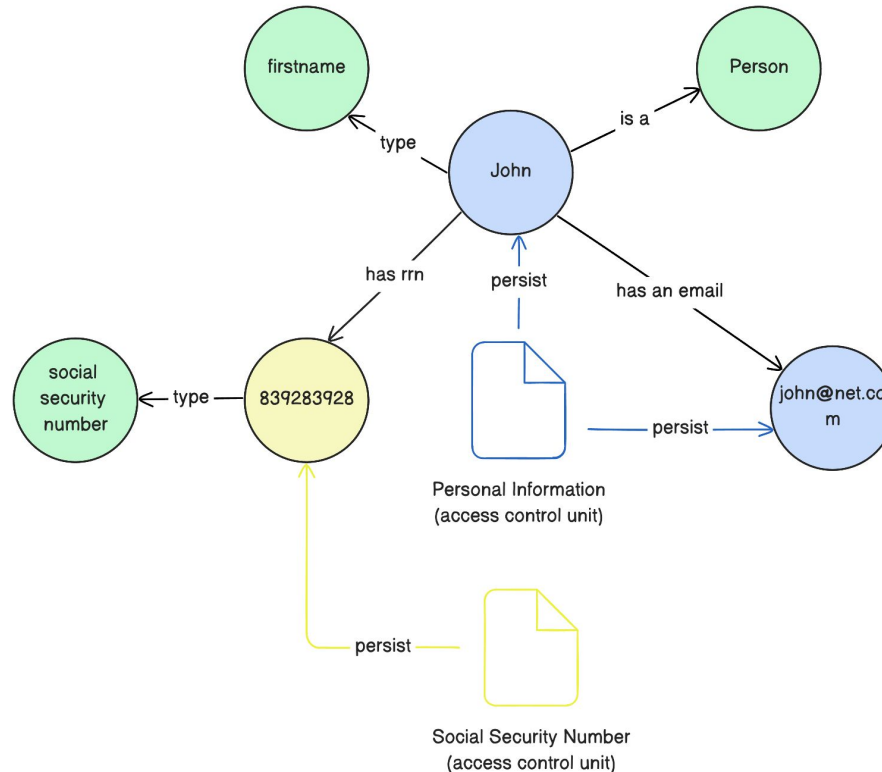 firstname
Person
type
is a
John
has rrn
persist
has an email
social
security
number
type
839283928
john@net.co
m
persist
Personal Information
(access control unit)
persist
Social Security Number
(access control unit)